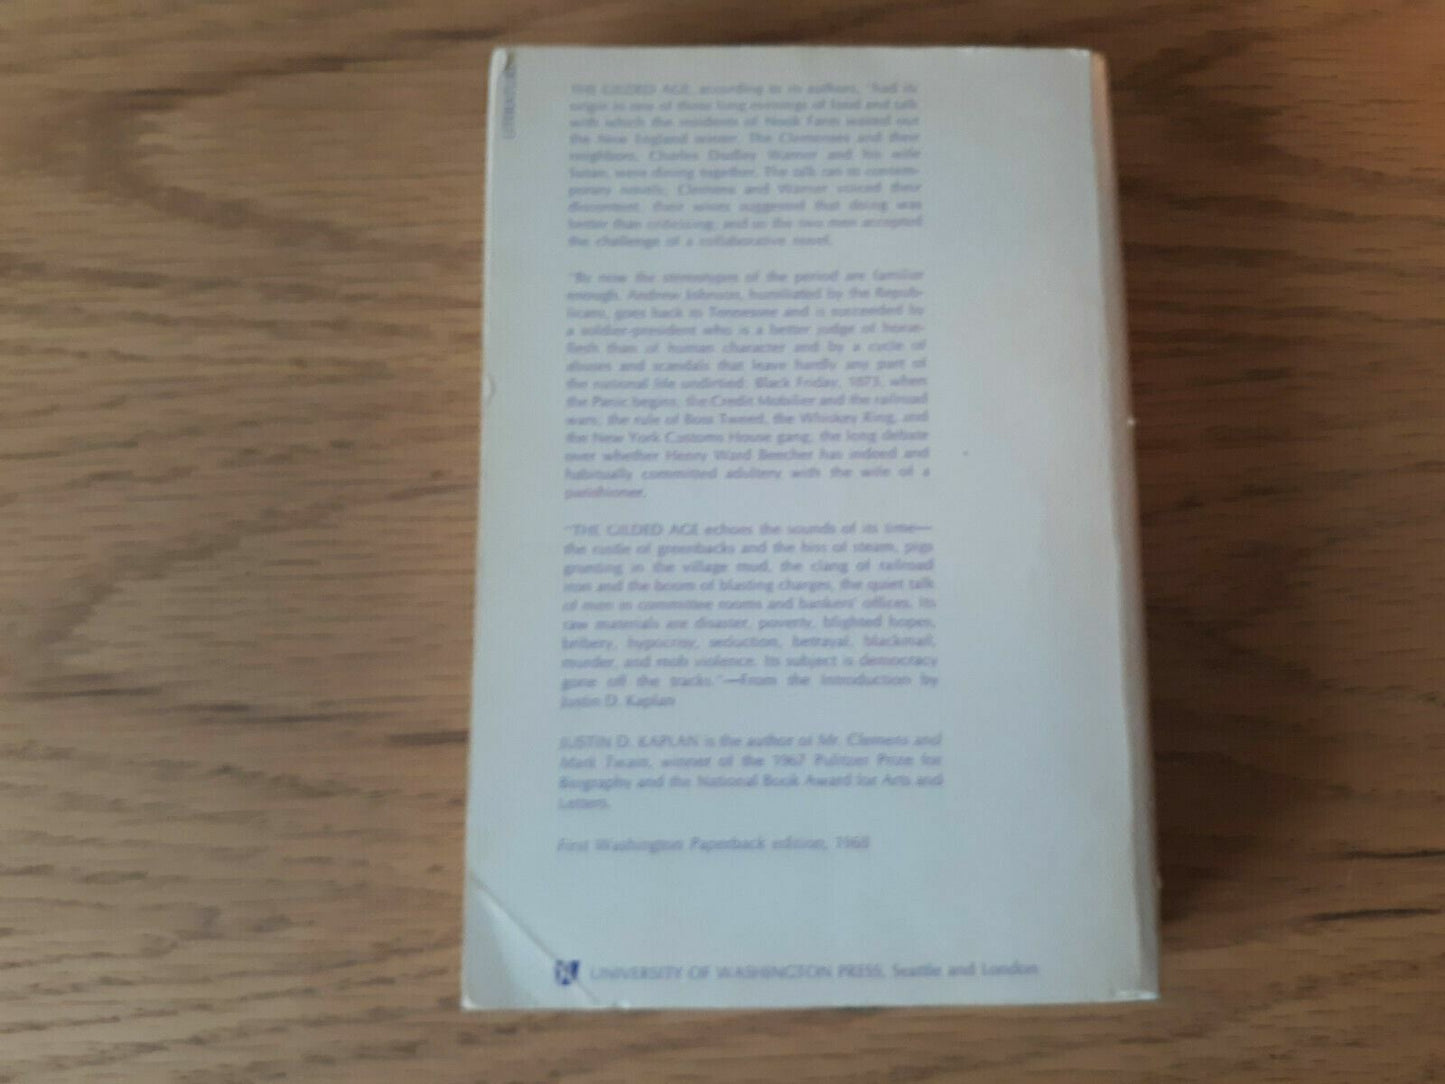 LITERATURE
THE GILDED AGE, according to its authors, "had its
origin in one of those long evenings of food and talk
with which the residents of Nook Farm waited out
the New England winter. The Clemenses and their
neighbors, Charles Dudley Warner and his wife
Susan, were dining together. The talk ran to contem-
porary novels; Clemens and Warner voiced their
discontent, their wives suggested that doing was
better than criticising, and so the two men accepted
the challenge of a collaborative novel.
"By now the stereotypes of the period are familiar
enough. Andrew Johnson, humiliated by the Repub-
licans, goes back to Tennessee and is succeeded by
a soldier-president who is a better judge of horse-
flesh than of human character and by a cycle of
abuses and scandals that leave hardly any part of
the national life undirtied: Black Friday, 1873, when
the Panic begins, the Credit Mobilier and the railroad
wars, the rule of Boss Tweed, the Whiskey Ring, and
the New York Customs House gang, the long debate
over whether Henry Ward Beecher has indeed and
habitually committed adultery with the wife of a
parishioner.
"THE GILDED AGE echoes the sounds of its time—
the rustle of greenbacks and the hiss of steam, pigs
grunting in the village mud, the clang of railroad
iron and the boom of blasting charges, the quiet talk
of men in committee rooms and bankers' offices. Its
raw materials are disaster, poverty, blighted hopes,
bribery, hypocrisy, seduction, betrayal, blackmail,
murder, and mob violence. Its subject is democracy
gone off the tracks."—From the Introduction by
Justin D. Kaplan
JUSTIN D. KAPLAN is the author of Mr. Clemens and
Mark Twain, winner of the 1967 Pulitzer Prize for
Biography and the National Book Award for Arts and
Letters.
First Washington Paperback edition, 1968
UNIVERSITY OF WASHINGTON PRESS, Seattle and London